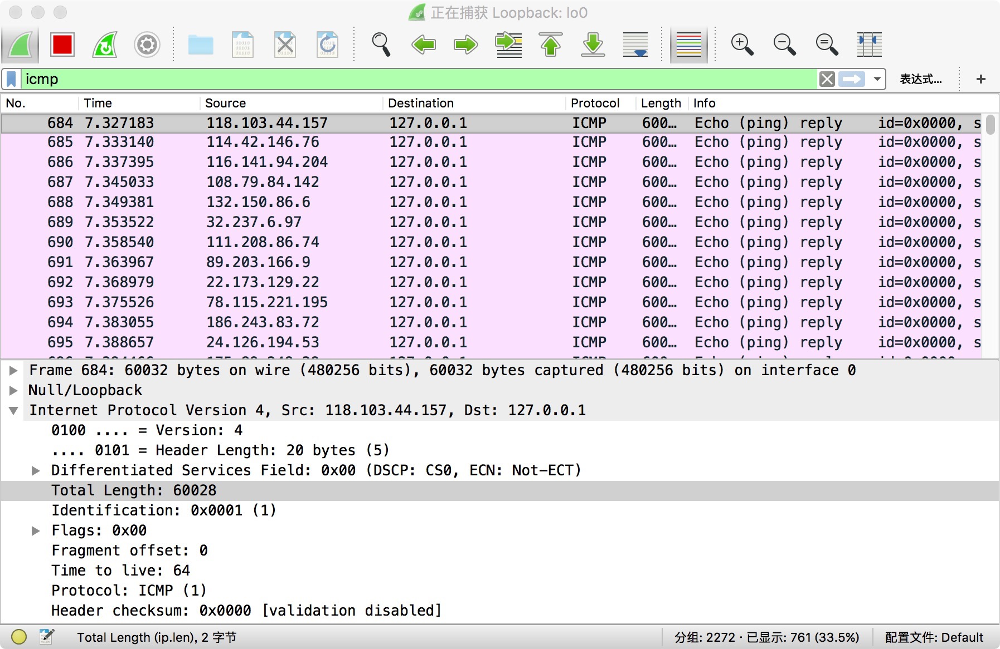 正在捕获 Loopback: lo0
icmp
表达式…
+
No. Time Source Destination Protocol Length Info
684 7.327183 118.103.44.157 127.0.0.1 ICMP 600… Echo (ping) reply id=0x0000, s
685 7.333140 114.42.146.76 127.0.0.1 ICMP 600… Echo (ping) reply id=0x0000, s
686 7.337395 116.141.94.204 127.0.0.1 ICMP 600… Echo (ping) reply id=0x0000, s
687 7.345033 108.79.84.142 127.0.0.1 ICMP 600… Echo (ping) reply id=0x0000, s
688 7.349381 132.150.86.6 127.0.0.1 ICMP 600… Echo (ping) reply id=0x0000, s
689 7.353522 32.237.6.97 127.0.0.1 ICMP 600… Echo (ping) reply id=0x0000, s
690 7.358540 111.208.86.74 127.0.0.1 ICMP 600… Echo (ping) reply id=0x0000, s
691 7.363967 89.203.166.9 127.0.0.1 ICMP 600… Echo (ping) reply id=0x0000, s
692 7.368979 22.173.129.22 127.0.0.1 ICMP 600… Echo (ping) reply id=0x0000, s
693 7.375526 78.115.221.195 127.0.0.1 ICMP 600… Echo (ping) reply id=0x0000, s
694 7.383055 186.243.83.72 127.0.0.1 ICMP 600… Echo (ping) reply id=0x0000, s
695 7.388657 24.126.194.53 127.0.0.1 ICMP 600… Echo (ping) reply id=0x0000, s
Frame 684: 60032 bytes on wire (480256 bits), 60032 bytes captured (480256 bits) on interface 0
Null/Loopback
Internet Protocol Version 4, Src: 118.103.44.157, Dst: 127.0.0.1
0100 .... = Version: 4
.... 0101 = Header Length: 20 bytes (5)
Differentiated Services Field: 0x00 (DSCP: CS0, ECN: Not-ECT)
Total Length: 60028
Identification: 0x0001 (1)
Flags: 0x00
Fragment offset: 0
Time to live: 64
Protocol: ICMP (1)
Header checksum: 0x0000 [validation disabled]
Total Length (ip.len), 2 字节
分组: 2272 · 已显示: 761 (33.5%)
配置文件: Default